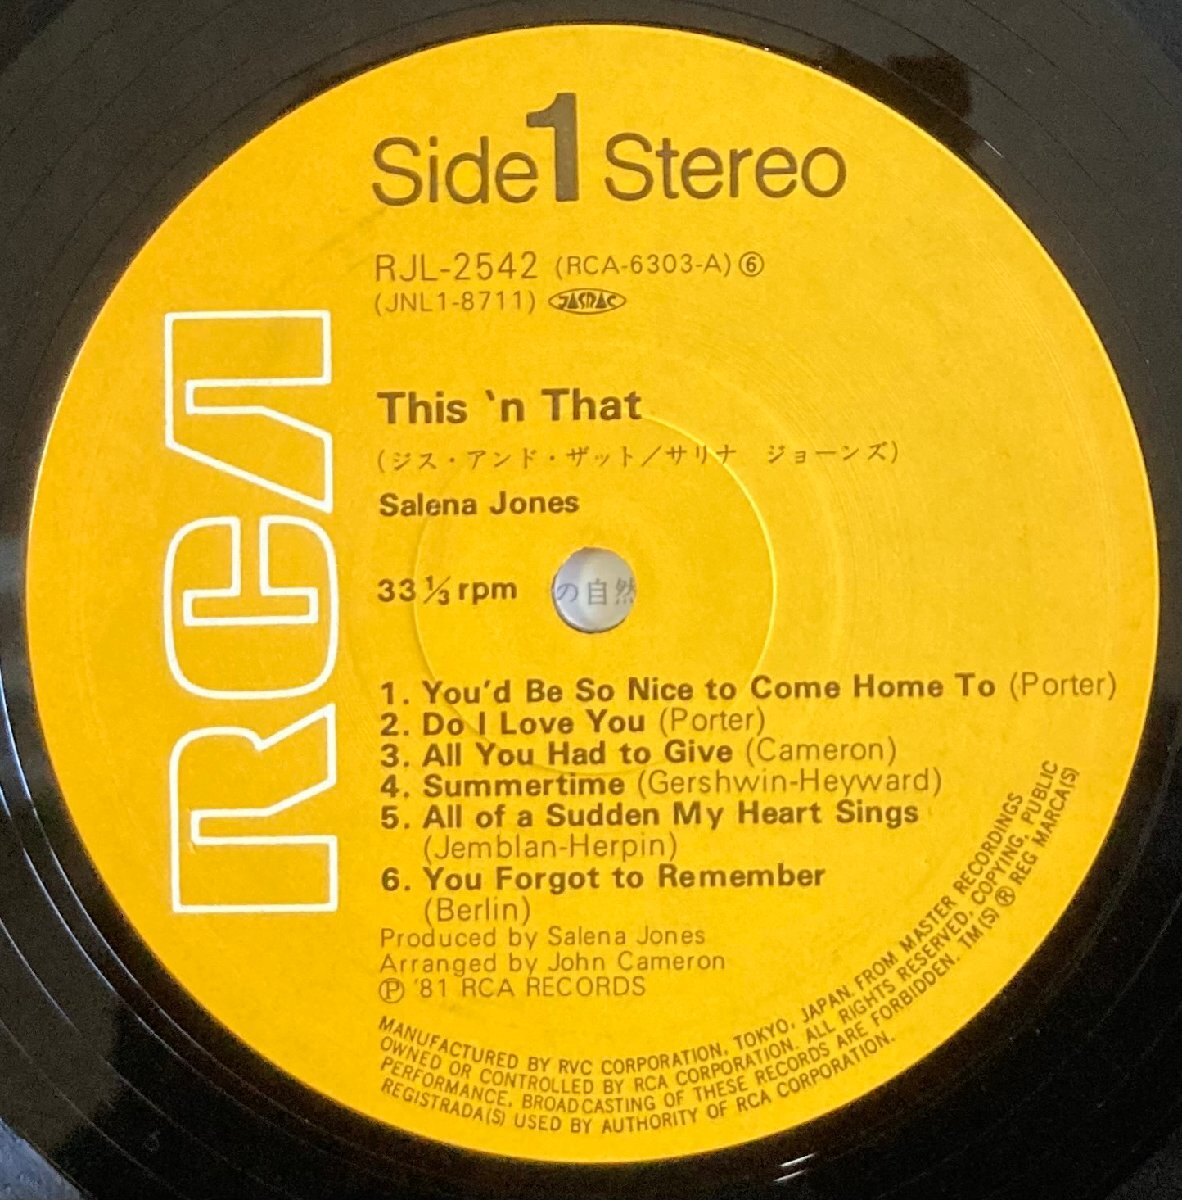 Side 1 Stereo
RJL-2542 (RCA-6303-A) ⑥
(JNL1-8711) JASRAC
RCA
This 'n That
(ジス・アンド・ザット/サリナ ジョーンズ)
Salena Jones
33 1/3 rpm
の自然
1. You'd Be So Nice to Come Home To (Porter)
2. Do I Love You (Porter)
3. All You Had to Give (Cameron)
4. Summertime (Gershwin-Heyward)
5. All of a Sudden My Heart Sings
(Jemblan-Herpin)
6. You Forgot to Remember
(Berlin)
Produced by Salena Jones
Arranged by John Cameron
Ⓟ '81 RCA RECORDS
MANUFACTURED BY RVC CORPORATION, TOKYO, JAPAN, FROM MASTER RECORDINGS
OWNED OR CONTROLLED BY RCA CORPORATION. ALL RIGHTS RESERVED. COPYING, PUBLIC
PERFORMANCE, BROADCASTING OF THESE RECORDS ARE FORBIDDEN. TM(S) ® REG MARCA(S)
REGISTRADA(S) USED BY AUTHORITY OF RCA CORPORATION.